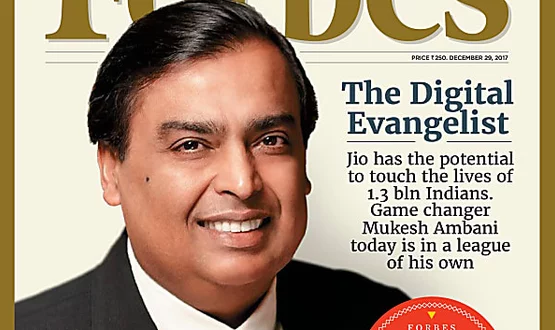 Forbes
PRICE ₹250. DECEMBER 29, 2017
The Digital
Evangelist
Jio has the potential
to touch the lives of
1.3 bln Indians.
Game changer
Mukesh Ambani
today is in a league
of his own
FORBES